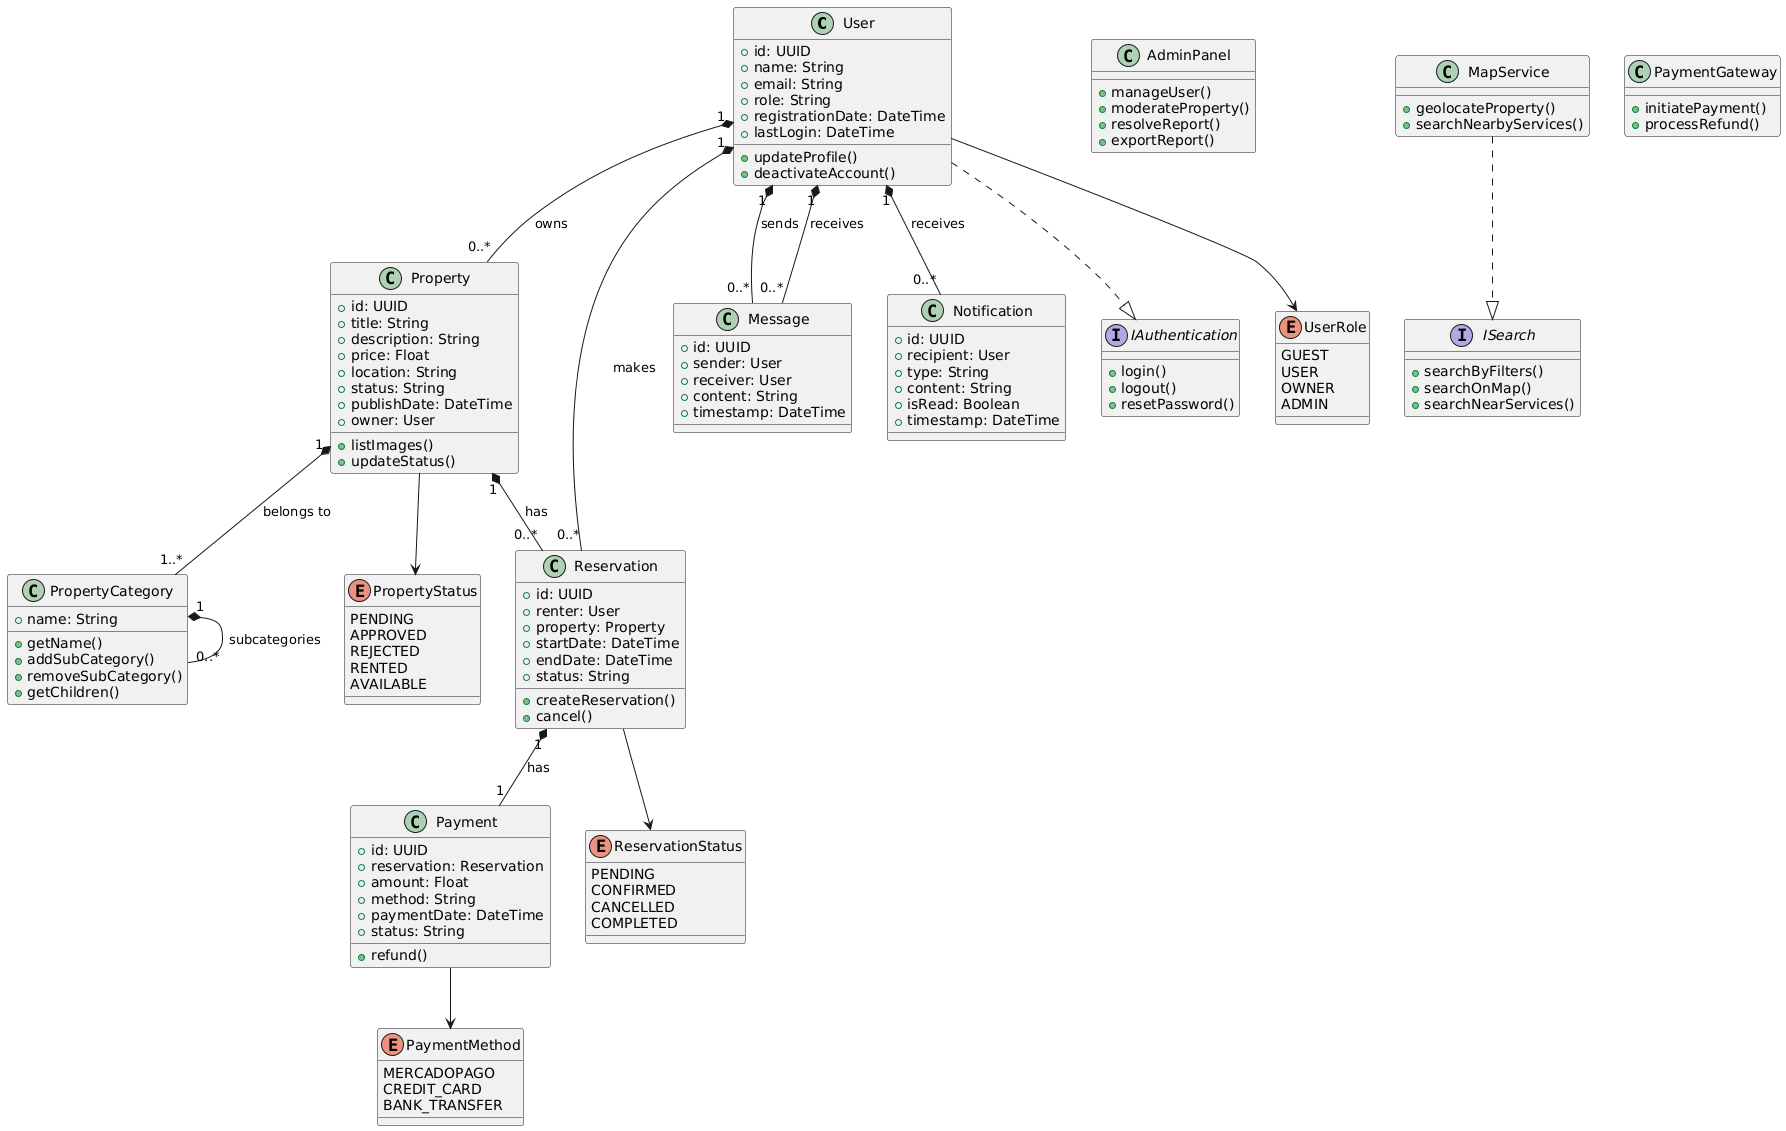 C User
id: UUID
name: String
email: String
role: String
registrationDate: DateTime
lastLogin: DateTime
updateProfile()
deactivateAccount()
C AdminPanel
manageUser()
moderateProperty()
resolveReport()
exportReport()
C MapService
geolocateProperty()
searchNearbyServices()
C PaymentGateway
initiatePayment()
processRefund()
1
1
1
1
1
owns
sends
receives
receives
makes
0..*
0..*
0..*
0..*
C Property
id: UUID
title: String
description: String
price: Float
location: String
status: String
publishDate: DateTime
owner: User
listImages()
updateStatus()
C Message
id: UUID
sender: User
receiver: User
content: String
timestamp: DateTime
C Notification
id: UUID
recipient: User
type: String
content: String
isRead: Boolean
timestamp: DateTime
I IAuthentication
login()
logout()
resetPassword()
E UserRole
GUEST
USER
OWNER
ADMIN
I ISearch
searchByFilters()
searchOnMap()
searchNearServices()
1
1
belongs to
has
1..*
0..*
0..*
C PropertyCategory
name: String
getName()
addSubCategory()
removeSubCategory()
getChildren()
1
subcategories
0..*
E PropertyStatus
PENDING
APPROVED
REJECTED
RENTED
AVAILABLE
C Reservation
id: UUID
renter: User
property: Property
startDate: DateTime
endDate: DateTime
status: String
createReservation()
cancel()
1
has
1
C Payment
id: UUID
reservation: Reservation
amount: Float
method: String
paymentDate: DateTime
status: String
refund()
E ReservationStatus
PENDING
CONFIRMED
CANCELLED
COMPLETED
E PaymentMethod
MERCADOPAGO
CREDIT_CARD
BANK_TRANSFER